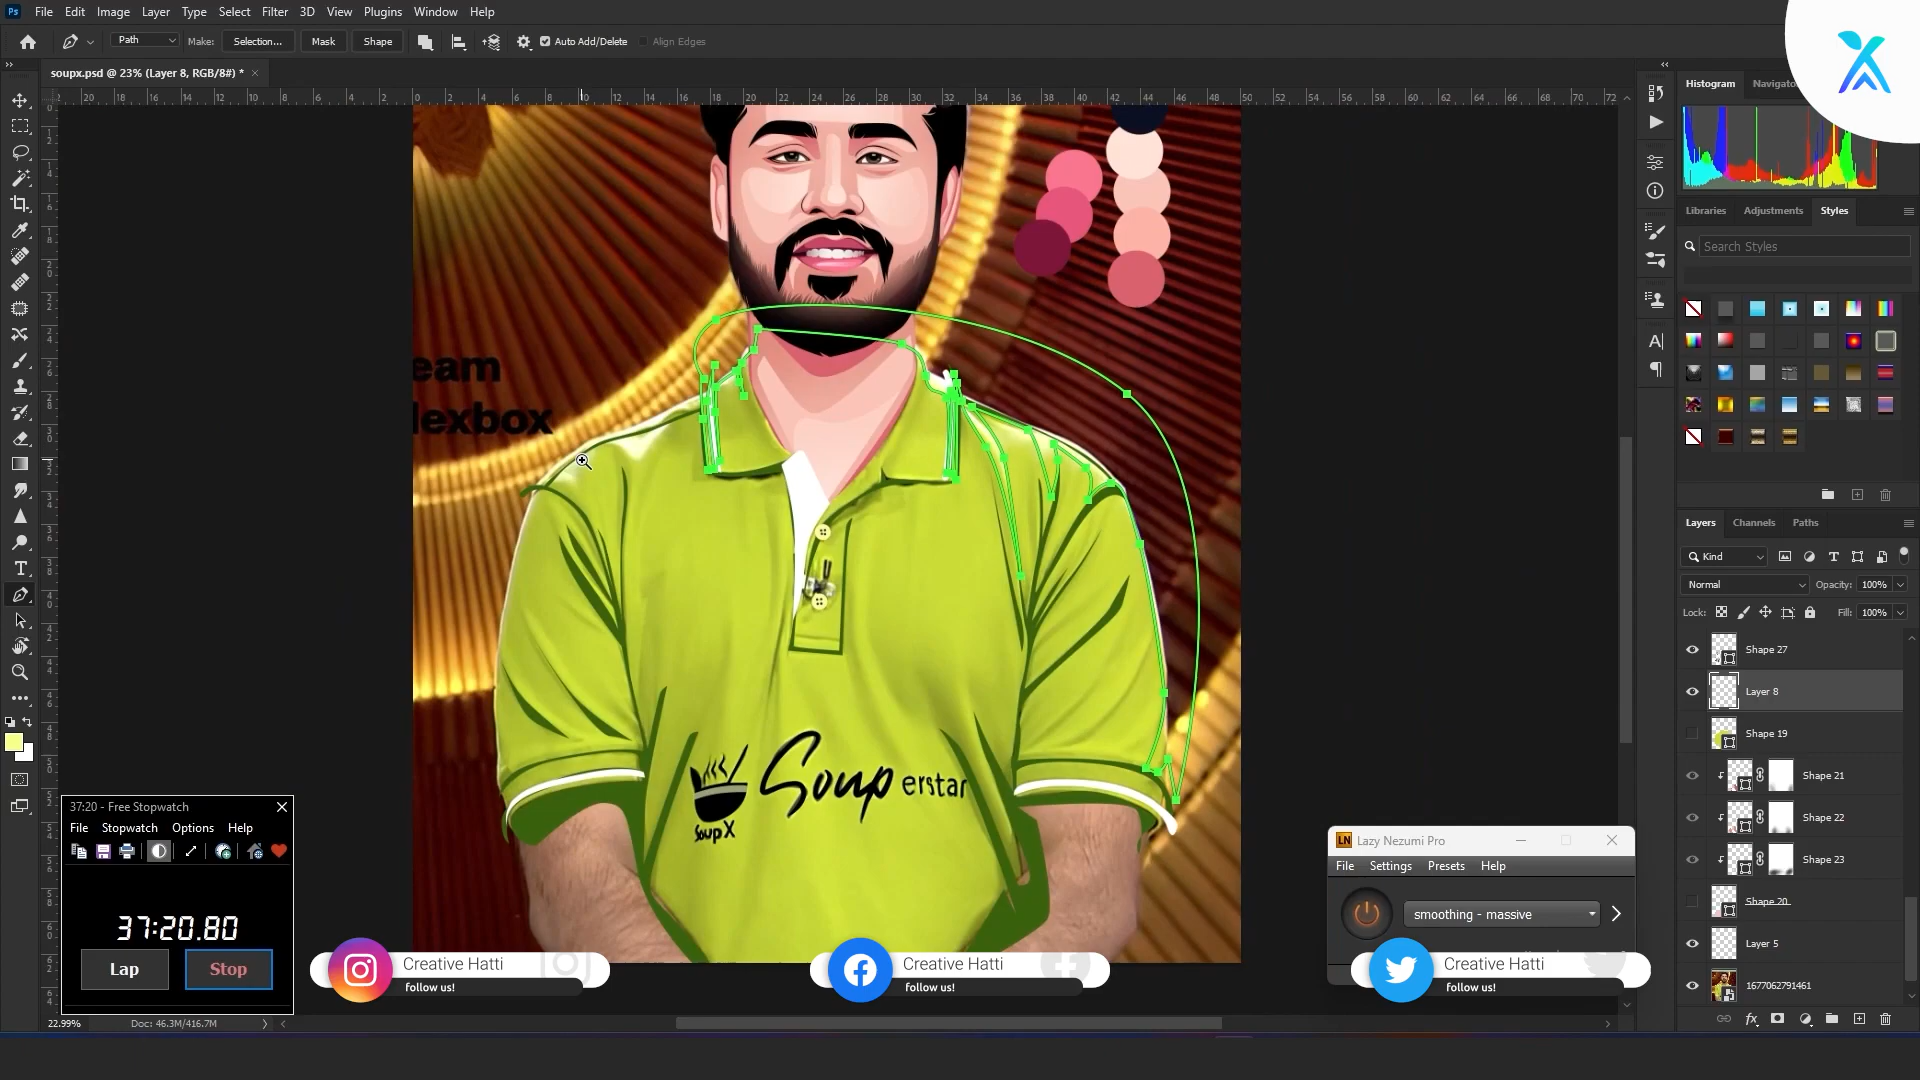 Ps File Edit Image Layer Type Select Filter 3D View Plugins Window Help
Path Make: Selection... Mask Shape Auto Add/Delete Align Edges
soupx.psd @ 23% (Layer 8, RGB/8#) *
Histogram Navigato
Libraries Adjustments Styles
Search Styles
eam
lexbox
Soup erstar
Soup X
Layers Channels Paths
Kind
Normal Opacity: 100%
Lock: Fill: 100%
Shape 27
Layer 8
Shape 19
Shape 21
Shape 22
Shape 23
Shape 20
Layer 5
1677062791461
37:20 - Free Stopwatch
File Stopwatch Options Help
37:20.80
Lap Stop
LN Lazy Nezumi Pro
File Settings Presets Help
smoothing - massive
Creative Hatti
follow us!
Creative Hatti
follow us!
Creative Hatti
follow us!
22.99% Doc: 46.3M/416.7M